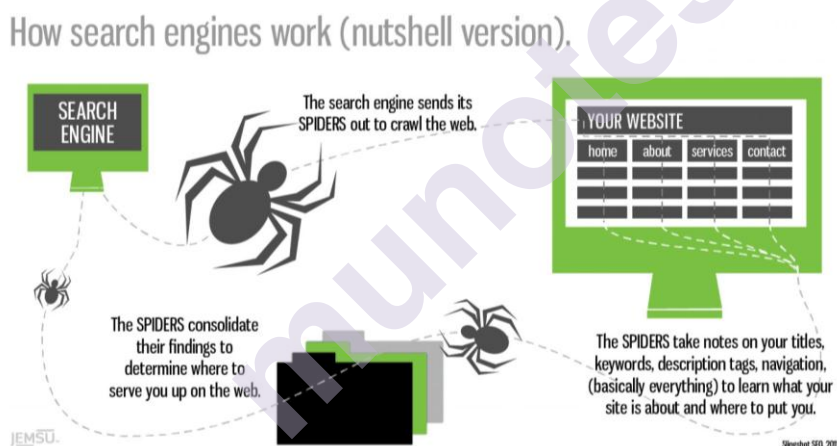 How search engines work (nutshell version).
SEARCH
ENGINE
The search engine sends its
SPIDERS out to crawl the web.
YOUR WEBSITE
home about services contact
The SPIDERS consolidate
their findings to
determine where to
serve you up on the web.
The SPIDERS take notes on your titles,
keywords, description tags, navigation,
(basically everything) to learn what your
site is about and where to put you.
JEMSU.
Slingshot SEO, 201
munotes